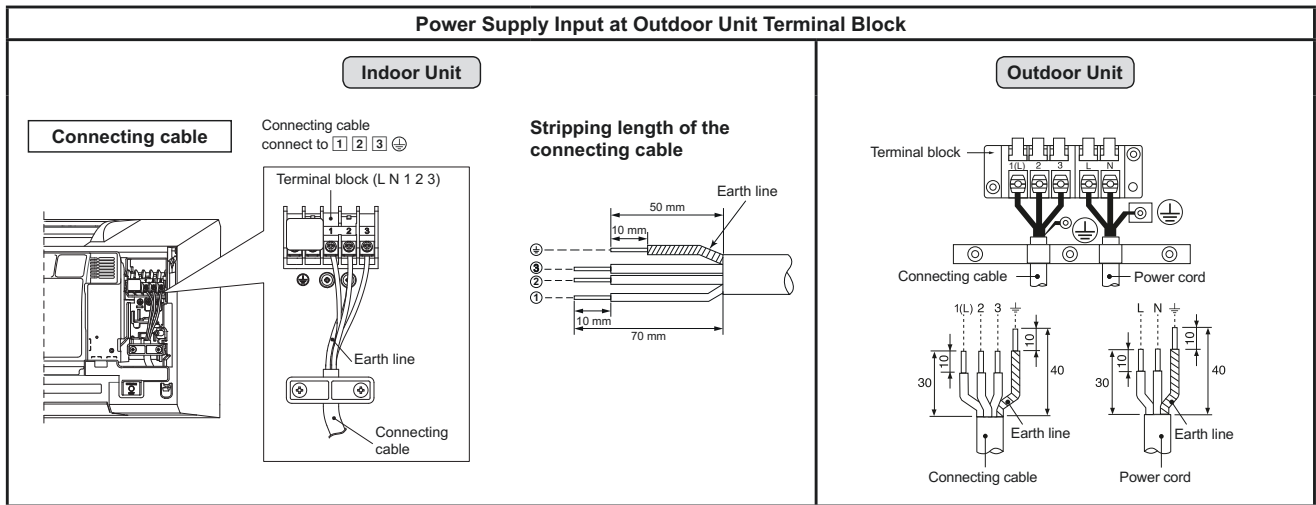 Power Supply Input at Outdoor Unit Terminal Block
Indoor Unit
Connecting cable
Connecting cable
connect to 1 2 3 ⏚
Terminal block (L N 1 2 3)
1 2 3
Earth line
Connecting
cable
Stripping length of the
connecting cable
Earth line
50 mm
10 mm
⏚
③
②
①
10 mm
70 mm
Outdoor Unit
Terminal block
1(L) 2 3 L N
⏚ ⏚
Connecting cable
Power cord
1(L) 2 3 ⏚
10
10
30
40
Earth line
Connecting cable
L N ⏚
10
10
30
40
Earth line
Power cord